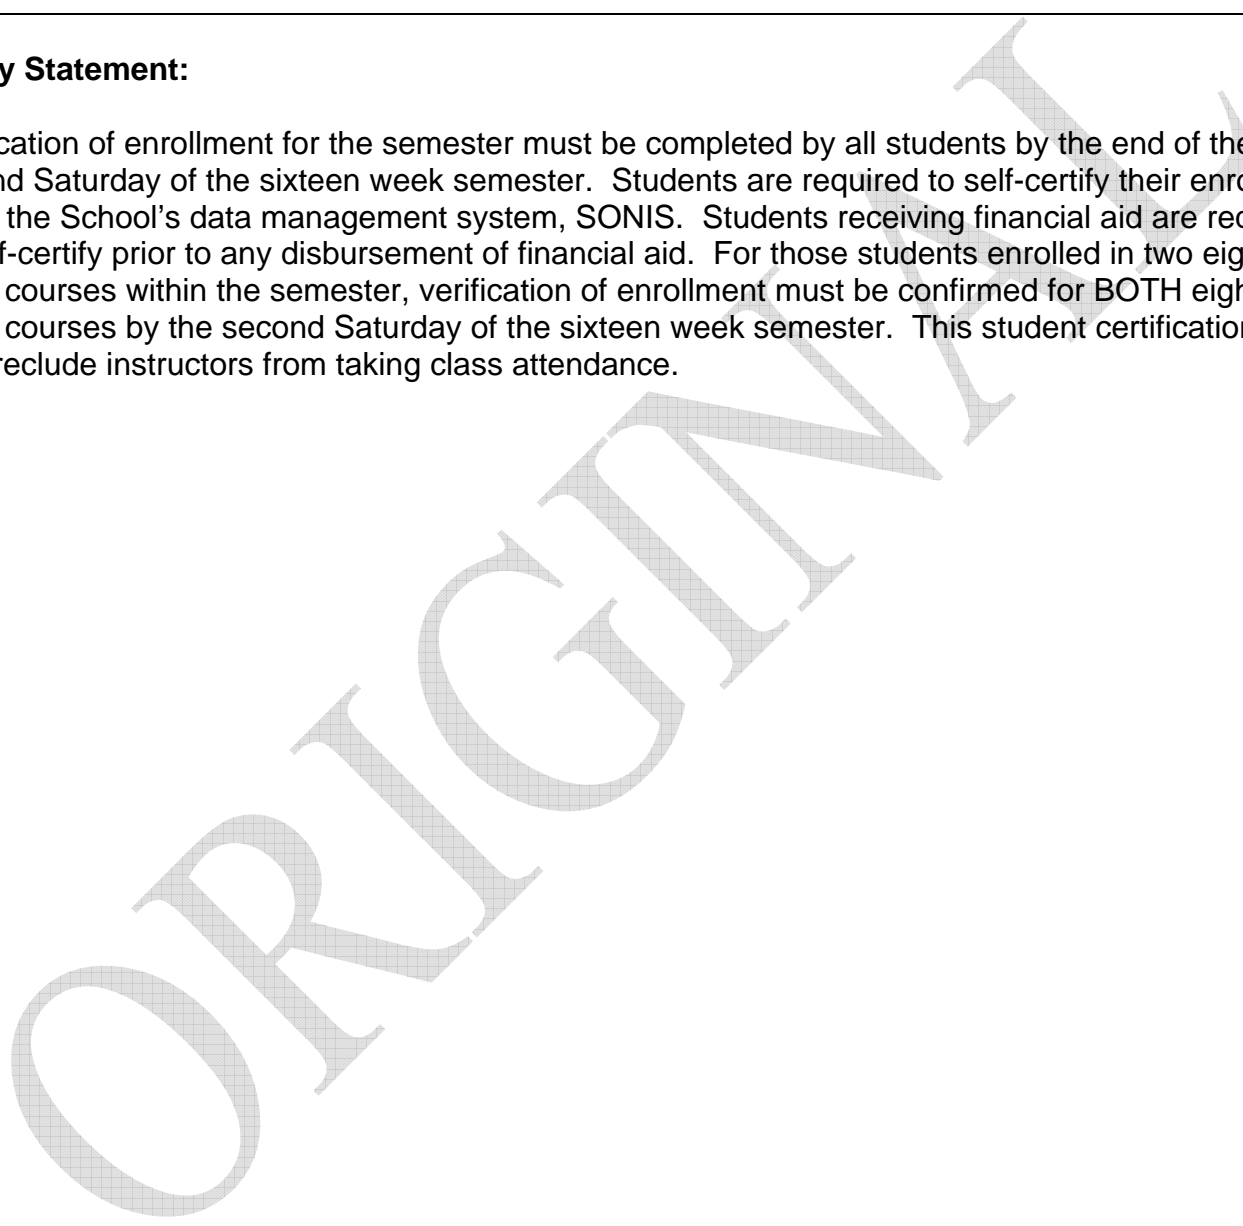 y Statement:
cation of enrollment for the semester must be completed by all students by the end of the
nd Saturday of the sixteen week semester. Students are required to self-certify their enro
the School's data management system, SONIS. Students receiving financial aid are req
f-certify prior to any disbursement of financial aid. For those students enrolled in two eig
courses within the semester, verification of enrollment must be confirmed for BOTH eigh
courses by the second Saturday of the sixteen week semester. This student certification
reclude instructors from taking class attendance.
ORIGINAL